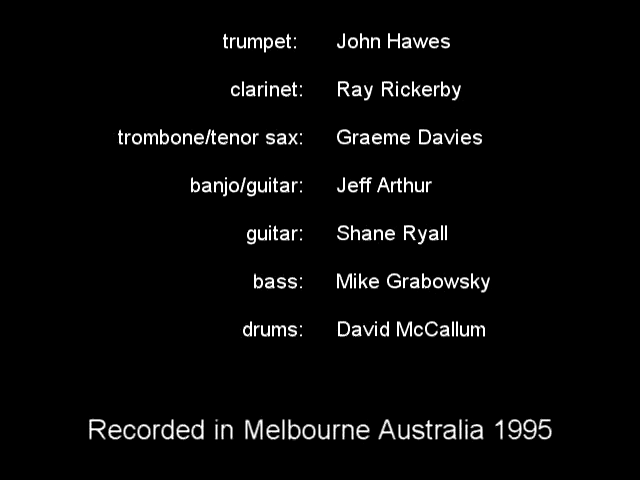 trumpet: John Hawes
clarinet: Ray Rickerby
trombone/tenor sax: Graeme Davies
banjo/guitar: Jeff Arthur
guitar: Shane Ryall
bass: Mike Grabowsky
drums: David McCallum
Recorded in Melbourne Australia 1995